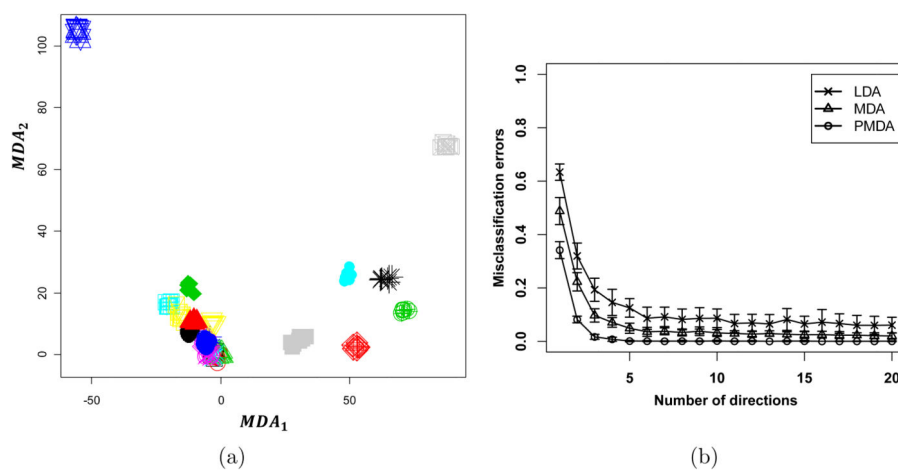 MDA2
100
80
60
40
20
0
-50
0
50
MDA1
(a)
Misclassification errors
1.0
0.8
0.6
0.4
0.2
0.0
LDA
MDA
PMDA
5
10
15
20
Number of directions
(b)